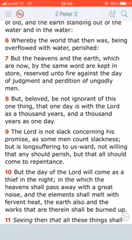 2 Peter 3
of old, and the earth standing out of the
water and in the water:
6 Whereby the world that then was, being
overflowed with water, perished:
7 But the heavens and the earth, which
are now, by the same word are kept in
store, reserved unto fire against the day
of judgment and perdition of ungodly
men.
8 But, beloved, be not ignorant of this
one thing, that one day is with the Lord
as a thousand years, and a thousand
years as one day.
9 The Lord is not slack concerning his
promise, as some men count slackness;
but is longsuffering to us-ward, not willing
that any should perish, but that all should
come to repentance.
10 But the day of the Lord will come as a
thief in the night; in which the
heavens shall pass away with a great
noise, and the elements shall melt with
fervent heat, the earth also and the
works that are therein shall be burned up.
11 Seeing then that all these things shall